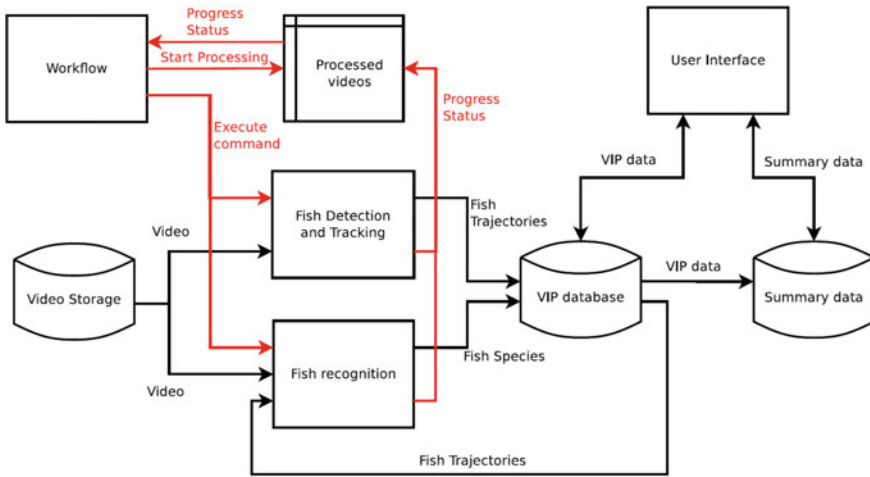 Progress
Status
Start Processing
Workflow
Processed
videos
User Interface
Progress
Status
Execute
command
VIP data
Summary data
Fish Detection
and Tracking
Fish
Trajectories
Video
Video Storage
VIP database
VIP data
Summary data
Fish recognition
Fish Species
Video
Fish Trajectories